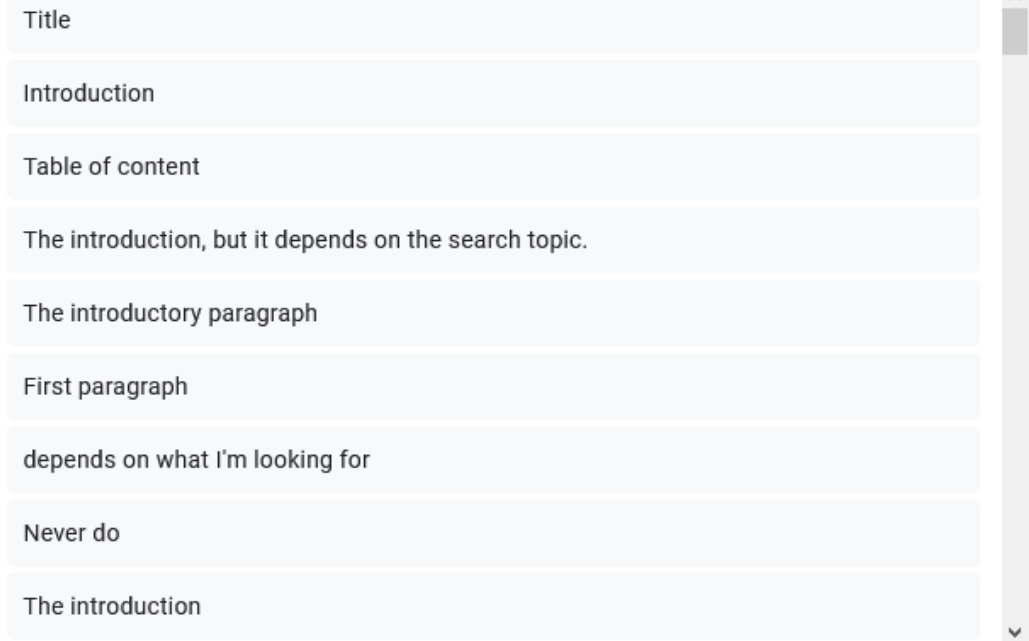 Title
Introduction
Table of content
The introduction, but it depends on the search topic.
The introductory paragraph
First paragraph
depends on what I'm looking for
Never do
The introduction